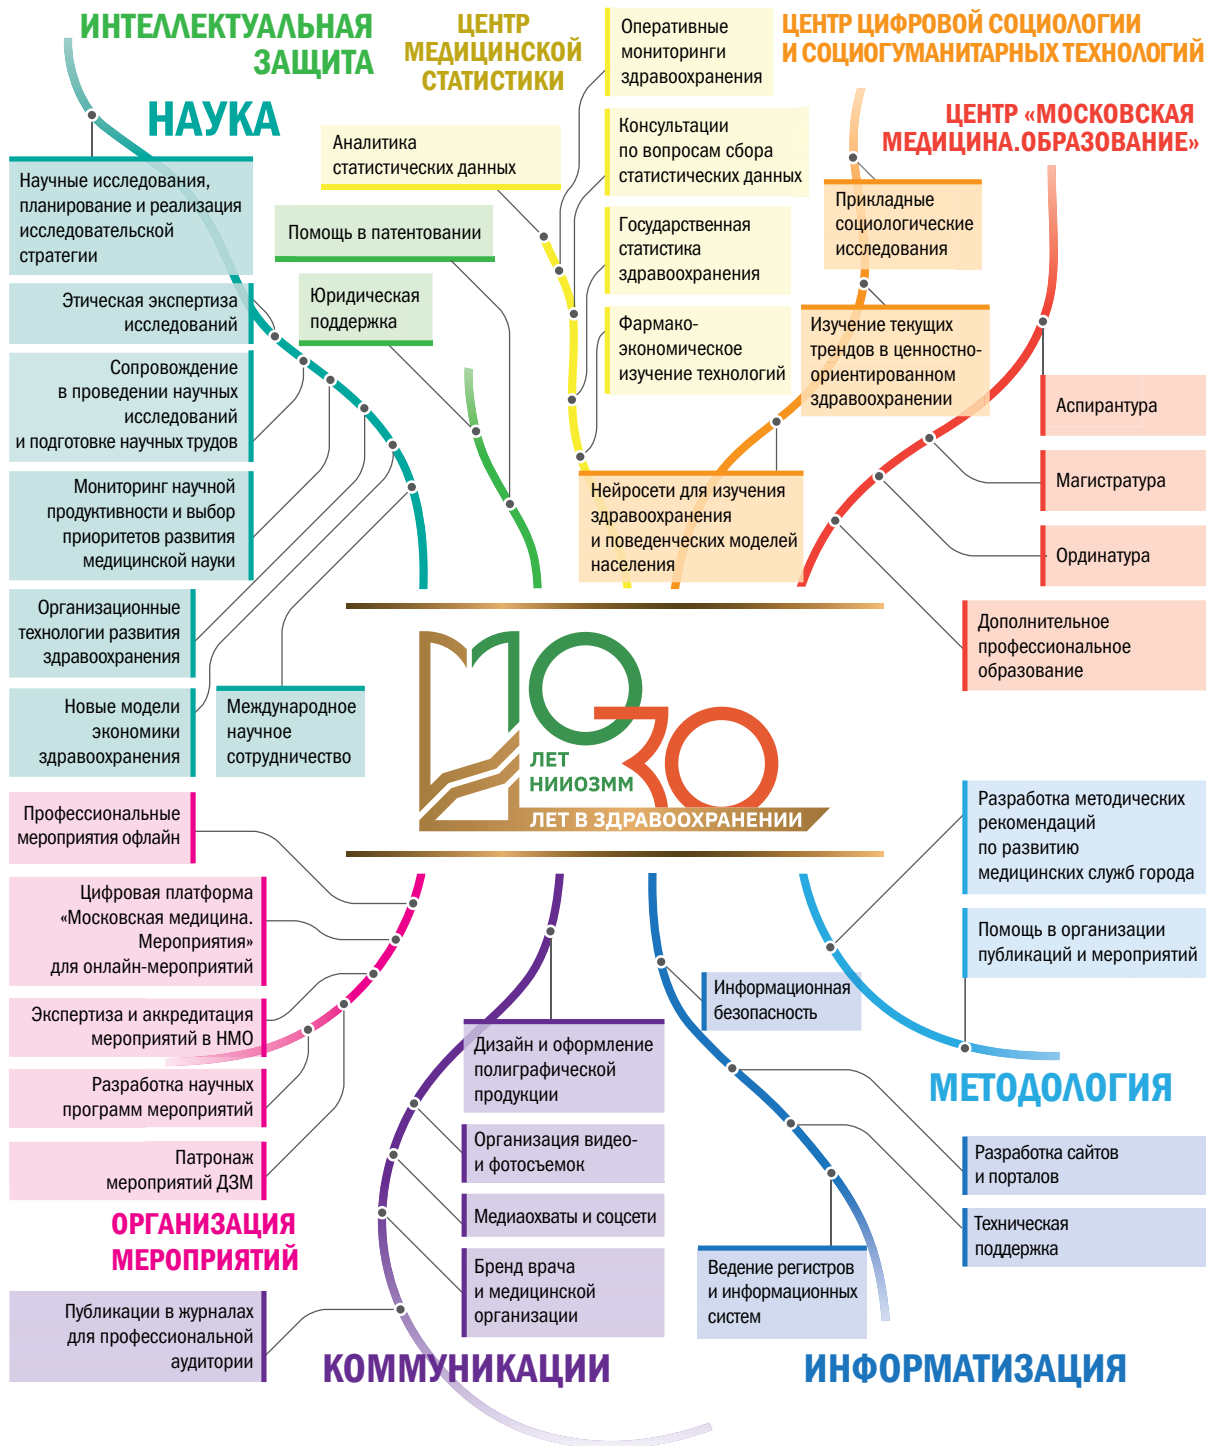 ИНТЕЛЛЕКТУАЛЬНАЯ
ЗАЩИТА
НАУКА
Научные исследования,
планирование и реализация
исследовательской
стратегии
Этическая экспертиза
исследований
Сопровождение
в проведении научных
исследований
и подготовке научных трудов
Мониторинг научной
продуктивности и выбор
приоритетов развития
медицинской науки
Организационные
технологии развития
здравоохранения
Новые модели
экономики
здравоохранения
Международное
научное
сотрудничество
Помощь в патентовании
Юридическая
поддержка
ЦЕНТР
МЕДИЦИНСКОЙ
СТАТИСТИКИ
Аналитика
статистических данных
Оперативные
мониторинги
здравоохранения
Консультации
по вопросам сбора
статистических данных
Государственная
статистика
здравоохранения
Фармако-
экономическое
изучение технологий
ЦЕНТР ЦИФРОВОЙ СОЦИОЛОГИИ
И СОЦИОГУМАНИТАРНЫХ ТЕХНОЛОГИЙ
Прикладные
социологические
исследования
Изучение текущих
трендов в ценностно-
ориентированном
здравоохранении
Нейросети для изучения
здравоохранения
и поведенческих моделей
населения
ЦЕНТР «МОСКОВСКАЯ
МЕДИЦИНА.ОБРАЗОВАНИЕ»
Аспирантура
Магистратура
Ординатура
Дополнительное
профессиональное
образование
10
ЛЕТ
НИИОЗММ
30
ЛЕТ В ЗДРАВООХРАНЕНИИ
Профессиональные
мероприятия офлайн
Цифровая платформа
«Московская медицина.
Мероприятия»
для онлайн-мероприятий
Экспертиза и аккредитация
мероприятий в НМО
Разработка научных
программ мероприятий
Патронаж
мероприятий ДЗМ
ОРГАНИЗАЦИЯ
МЕРОПРИЯТИЙ
Дизайн и оформление
полиграфической
продукции
Организация видео-
и фотосъемок
Медиаохваты и соцсети
Бренд врача
и медицинской
организации
Публикации в журналах
для профессиональной
аудитории
КОММУНИКАЦИИ
Информационная
безопасность
Разработка сайтов
и порталов
Техническая
поддержка
Ведение регистров
и информационных
систем
ИНФОРМАТИЗАЦИЯ
Разработка методических
рекомендаций
по развитию
медицинских служб города
Помощь в организации
публикаций и мероприятий
МЕТОДОЛОГИЯ